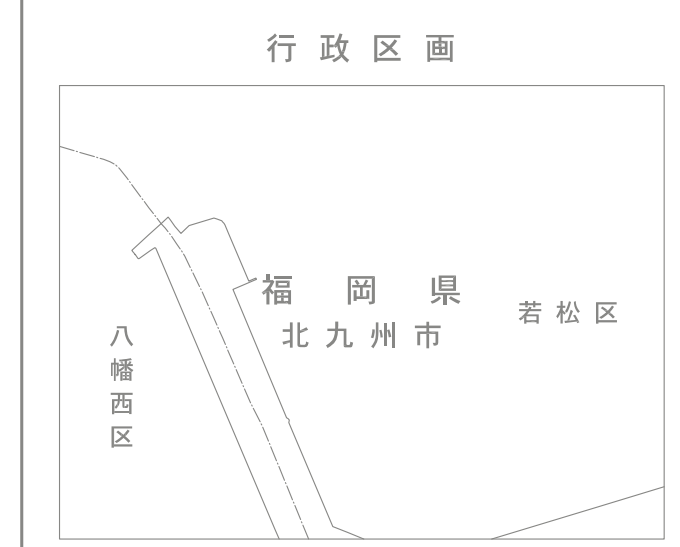 行政区画
福岡県
北九州市
若松区
八幡西区